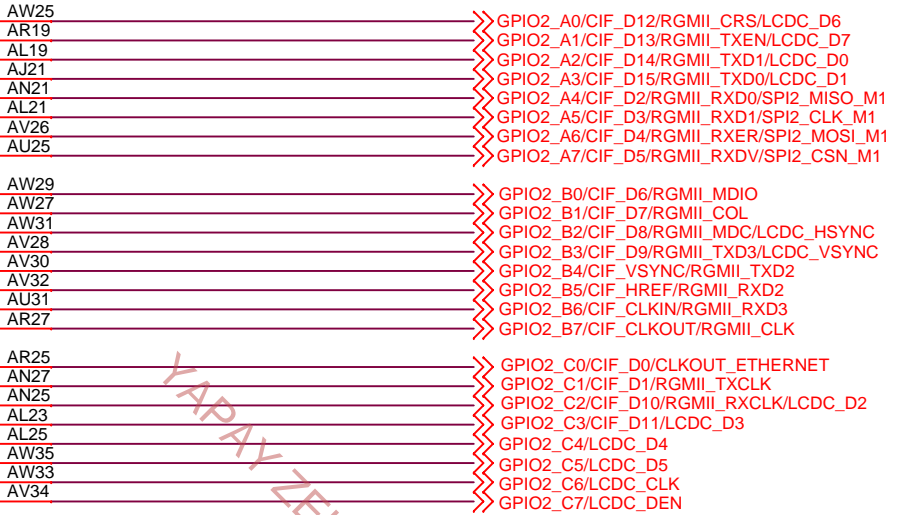 AW25 GPIO2_A0/CIF_D12/RGMII_CRS/LCDC_D6
AR19 GPIO2_A1/CIF_D13/RGMII_TXEN/LCDC_D7
AL19 GPIO2_A2/CIF_D14/RGMII_TXD1/LCDC_D0
AJ21 GPIO2_A3/CIF_D15/RGMII_TXD0/LCDC_D1
AN21 GPIO2_A4/CIF_D2/RGMII_RXD0/SPI2_MISO_M1
AL21 GPIO2_A5/CIF_D3/RGMII_RXD1/SPI2_CLK_M1
AV26 GPIO2_A6/CIF_D4/RGMII_RXER/SPI2_MOSI_M1
AU25 GPIO2_A7/CIF_D5/RGMII_RXDV/SPI2_CSN_M1
AW29 GPIO2_B0/CIF_D6/RGMII_MDIO
AW27 GPIO2_B1/CIF_D7/RGMII_COL
AW31 GPIO2_B2/CIF_D8/RGMII_MDC/LCDC_HSYNC
AV28 GPIO2_B3/CIF_D9/RGMII_TXD3/LCDC_VSYNC
AV30 GPIO2_B4/CIF_VSYNC/RGMII_TXD2
AV32 GPIO2_B5/CIF_HREF/RGMII_RXD2
AU31 GPIO2_B6/CIF_CLKIN/RGMII_RXD3
AR27 GPIO2_B7/CIF_CLKOUT/RGMII_CLK
AR25 GPIO2_C0/CIF_D0/CLKOUT_ETHERNET
AN27 GPIO2_C1/CIF_D1/RGMII_TXCLK
AN25 GPIO2_C2/CIF_D10/RGMII_RXCLK/LCDC_D2
AL23 GPIO2_C3/CIF_D11/LCDC_D3
AL25 GPIO2_C4/LCDC_D4
AW35 GPIO2_C5/LCDC_D5
AW33 GPIO2_C6/LCDC_CLK
AV34 GPIO2_C7/LCDC_DEN
YAPAY